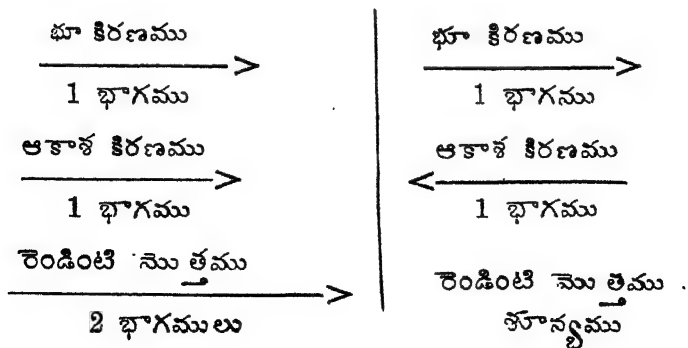 భూ కిరణము
1 భాగము
ఆకాశ కిరణము
1 భాగము
రెండింటి మొత్తము
2 భాగములు
భూ కిరణము
1 భాగము
ఆకాశ కిరణము
1 భాగము
రెండింటి మొత్తము .
శూన్యము